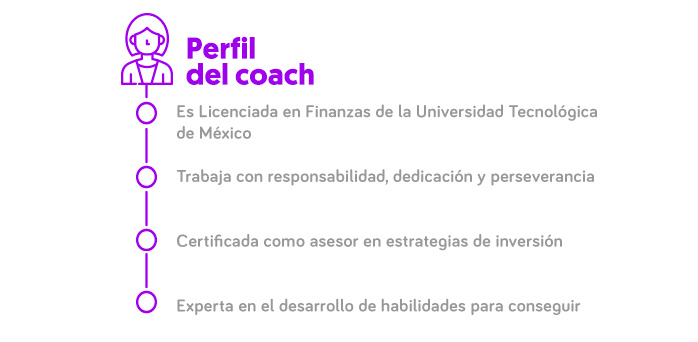 Perfil
del coach
Es Licenciada en Finanzas de la Universidad Tecnológica
de México
Trabaja con responsabilidad, dedicación y perseverancia
Certificada como asesor en estrategias de inversión
Experta en el desarrollo de habilidades para conseguir